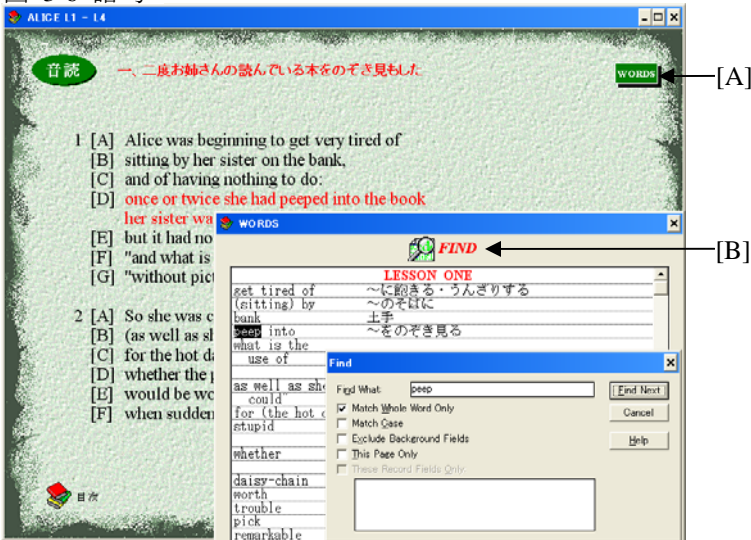 ALICE L1 - L4
音読
一、二度お姉さんの読んでいる本をのぞき見もした
WORDS
[A]
1 [A] Alice was beginning to get very tired of
[B] sitting by her sister on the bank,
[C] and of having nothing to do:
[D] once or twice she had peeped into the book
her sister wa
[E] but it had no
[F] "and what is
[G] "without pict
2 [A] So she was c
[B] (as well as sh
[C] for the hot da
[D] whether the p
[E] would be wo
[F] when sudden
目次
WORDS
FIND
[B]
LESSON ONE
get tired of ～に飽きる・うんざりする
(sitting) by ～のそばに
bank 土手
peep into ～をのぞき見る
what is the
use of
as well as she
could
for (the hot d
stupid
whether
daisy-chain
worth
trouble
pick
remarkable
Find
Find What: peep
Find Next
Match Whole Word Only
Cancel
Match Case
Exclude Background Fields
Help
This Page Only
These Record Fields Only: